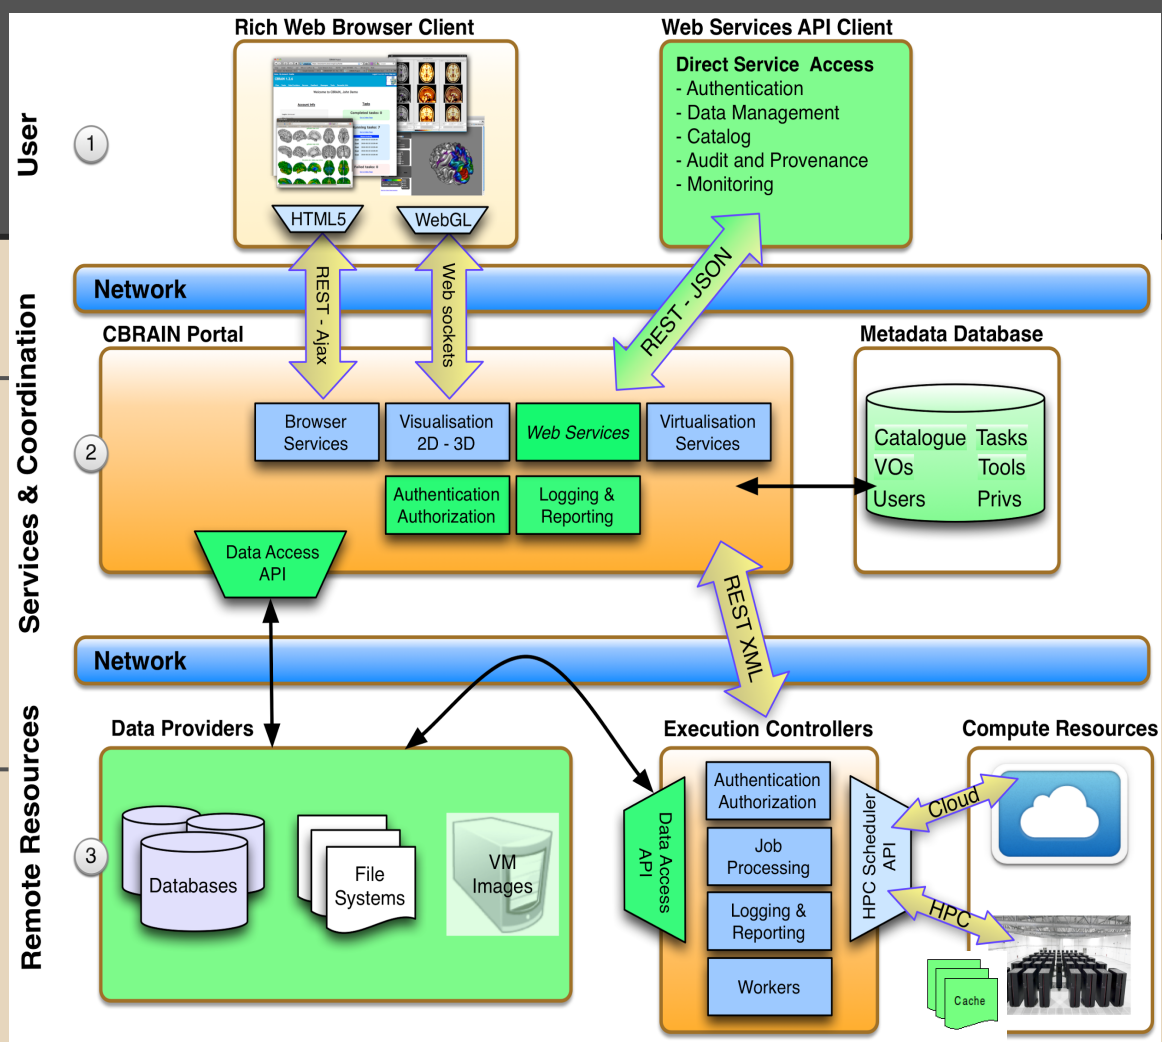 Rich Web Browser Client
Web Services API Client
User
1
Direct Service Access
- Authentication
- Data Management
- Catalog
- Audit and Provenance
- Monitoring
HTML5
WebGL
REST - Ajax
Web sockets
REST - JSON
Network
Services & Coordination
2
CBRAIN Portal
Metadata Database
Browser
Services
Visualisation
2D - 3D
Web Services
Virtualisation
Services
Authentication
Authorization
Logging &
Reporting
Catalogue Tasks
VOs Tools
Users Privs
Data Access
API
REST XML
Network
Remote Resources
3
Data Providers
Execution Controllers
Compute Resources
Databases
File
Systems
VM
Images
Data Access
API
Authentication
Authorization
Job
Processing
Logging &
Reporting
Workers
HPC Scheduler
API
Cloud
HPC
Cache